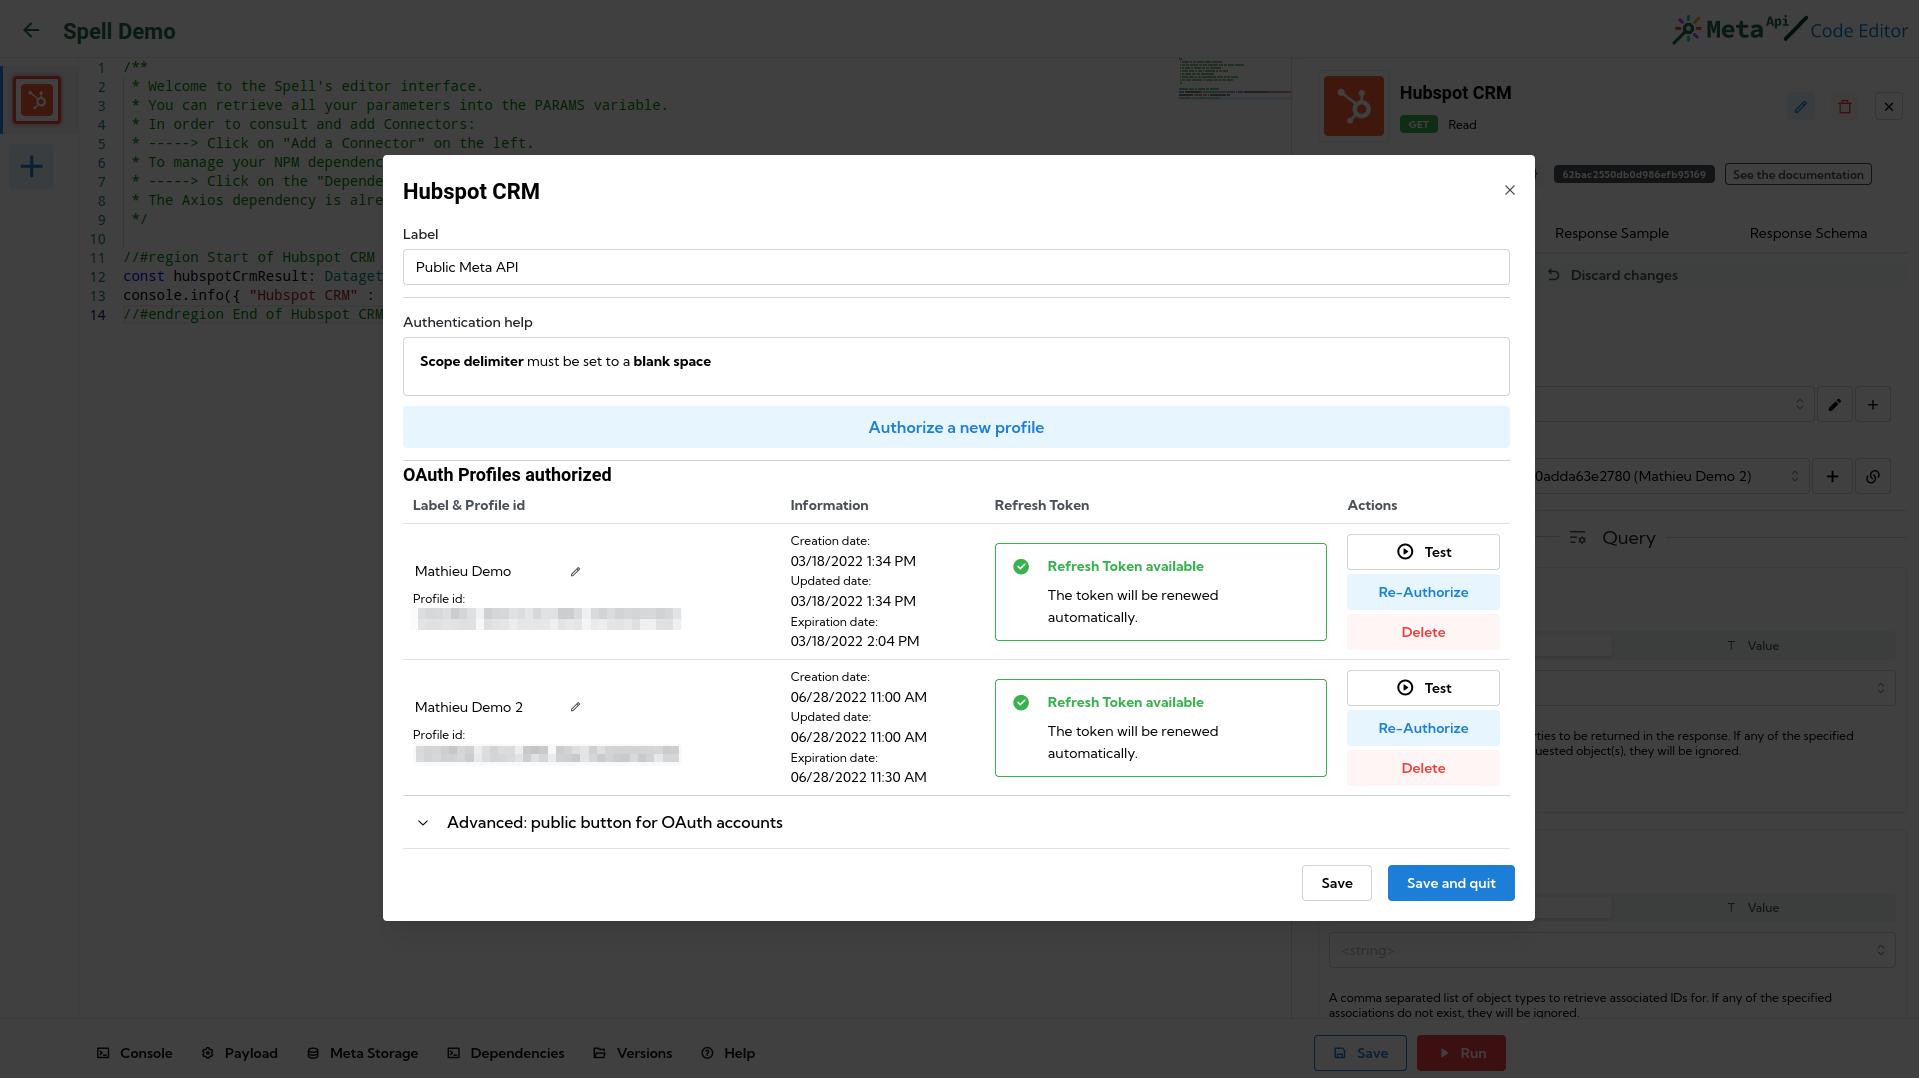 Spell Demo
Meta Api
Code Editor
1 /**
2 * Welcome to the Spell's editor interface.
3 * You can retrieve all your parameters into the PARAMS variable.
4 * In order to consult and add Connectors:
5 * -----> Click on "Add a Connector" on the left.
6 * To manage your NPM dependenc
7 * -----> Click on the "Depende
8 * The Axios dependency is alre
9 */
10
11 //#region Start of Hubspot CRM
12 const hubspotCrmResult: Dataget
13 console.info({ "Hubspot CRM" :
14 //#endregion End of Hubspot CRM
Hubspot CRM
GET Read
62bac2550db0d986efb95169
See the documentation
Response Sample
Response Schema
Discard changes
0adda63e2780 (Mathieu Demo 2)
Query
T Value
ties to be returned in the response. If any of the specified
uested object(s), they will be ignored.
T Value
<string>
A comma separated list of object types to retrieve associated IDs for. If any of the specified
associations do not exist, they will be ignored.
Hubspot CRM
Label
Public Meta API
Authentication help
Scope delimiter must be set to a blank space
Authorize a new profile
OAuth Profiles authorized
Label & Profile id
Information
Refresh Token
Actions
Mathieu Demo
Profile id:
Creation date:
03/18/2022 1:34 PM
Updated date:
03/18/2022 1:34 PM
Expiration date:
03/18/2022 2:04 PM
Refresh Token available
The token will be renewed
automatically.
Test
Re-Authorize
Delete
Mathieu Demo 2
Profile id:
Creation date:
06/28/2022 11:00 AM
Updated date:
06/28/2022 11:00 AM
Expiration date:
06/28/2022 11:30 AM
Refresh Token available
The token will be renewed
automatically.
Test
Re-Authorize
Delete
Advanced: public button for OAuth accounts
Save
Save and quit
Console
Payload
Meta Storage
Dependencies
Versions
Help
Save
Run